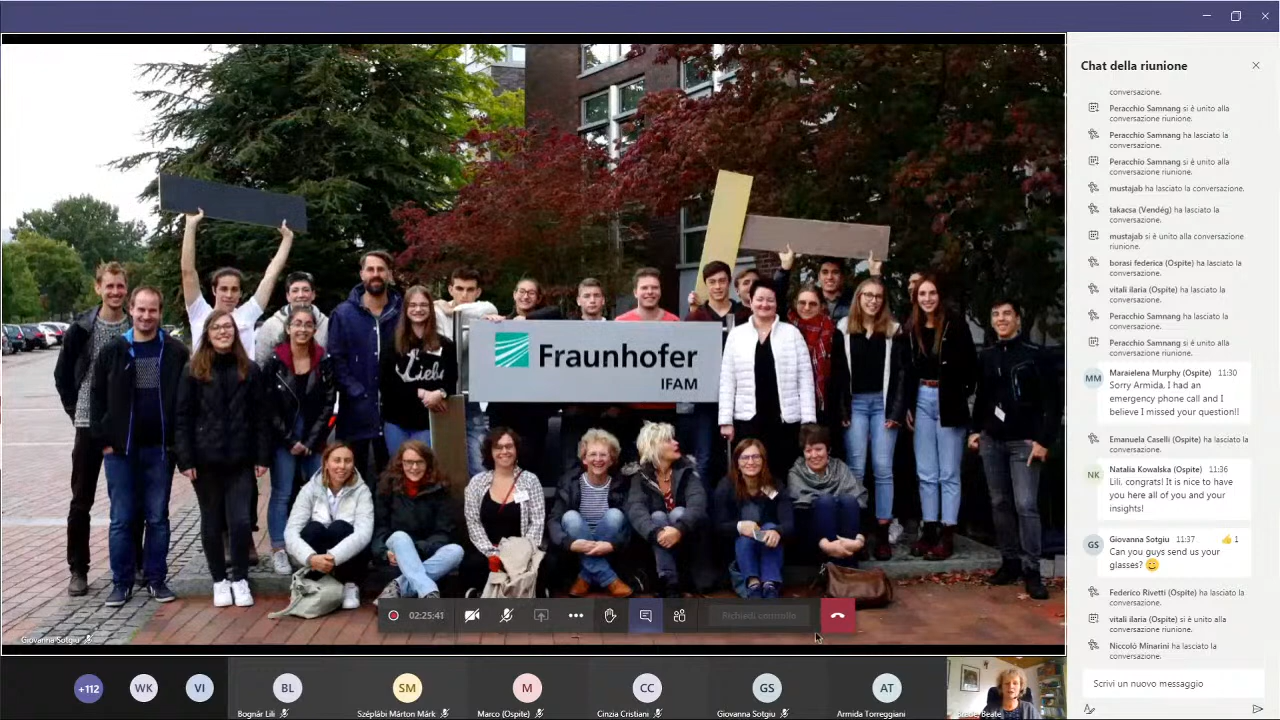 Chat della riunione
conversazione.
Peracchio Samnang si è unito alla
conversazione riunione.
Peracchio Samnang ha lasciato la
conversazione.
Peracchio Samnang si è unito alla
conversazione riunione.
mustajab ha lasciato la conversazione.
takacsa (Vendég) ha lasciato la
conversazione.
mustajab si è unito alla conversazione
riunione.
borasi federica (Ospite) ha lasciato la
conversazione.
vitali ilaria (Ospite) ha lasciato la
conversazione.
Peracchio Samnang ha lasciato la
conversazione.
Peracchio Samnang si è unito alla
conversazione riunione.
MM
Maraielena Murphy (Ospite) 11:30
Sorry Armida, I had an
emergency phone call and I
believe I missed your question!!
Emanuela Caselli (Ospite) ha lasciato la
conversazione.
NK
Natalia Kowalska (Ospite) 11:36
Lili, congrats! It is nice to have
you here all of you and your
insights!
GS
Giovanna Sotgiu 11:37 👍 1
Can you guys send us your
glasses? 😄
Federico Rivetti (Ospite) ha lasciato la
conversazione.
vitali ilaria (Ospite) si è unito alla
conversazione riunione.
Niccolò Minarini ha lasciato la
conversazione.
Scrivi un nuovo messaggio
Liebe
Fraunhofer
IFAM
02:25:41
Richiedi controllo
Giovanna Sotgiu
+112
WK
VI
BL
Bognár Lili
SM
Széplábi Márton Márk
M
Marco (Ospite)
CC
Cinzia Cristiani
GS
Giovanna Sotgiu
AT
Armida Torreggiani
Beate